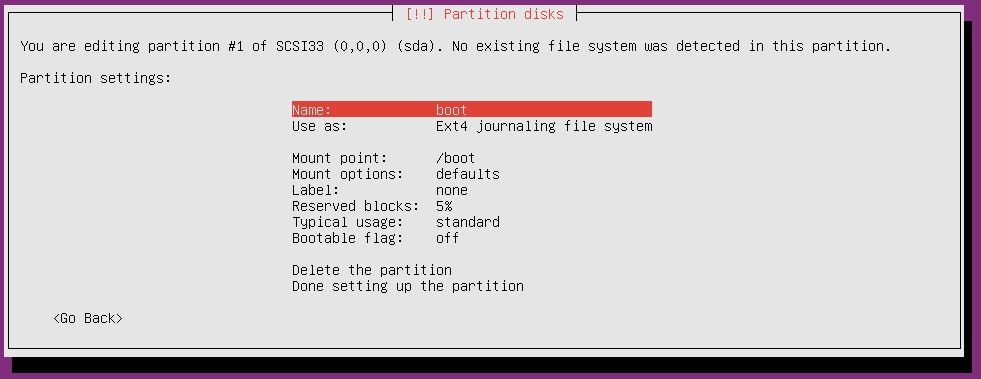 [!!] Partition disks
You are editing partition #1 of SCSI33 (0,0,0) (sda). No existing file system was detected in this partition.
Partition settings:
Name: boot
Use as: Ext4 journaling file system
Mount point: /boot
Mount options: defaults
Label: none
Reserved blocks: 5%
Typical usage: standard
Bootable flag: off
Delete the partition
Done setting up the partition
<Go Back>